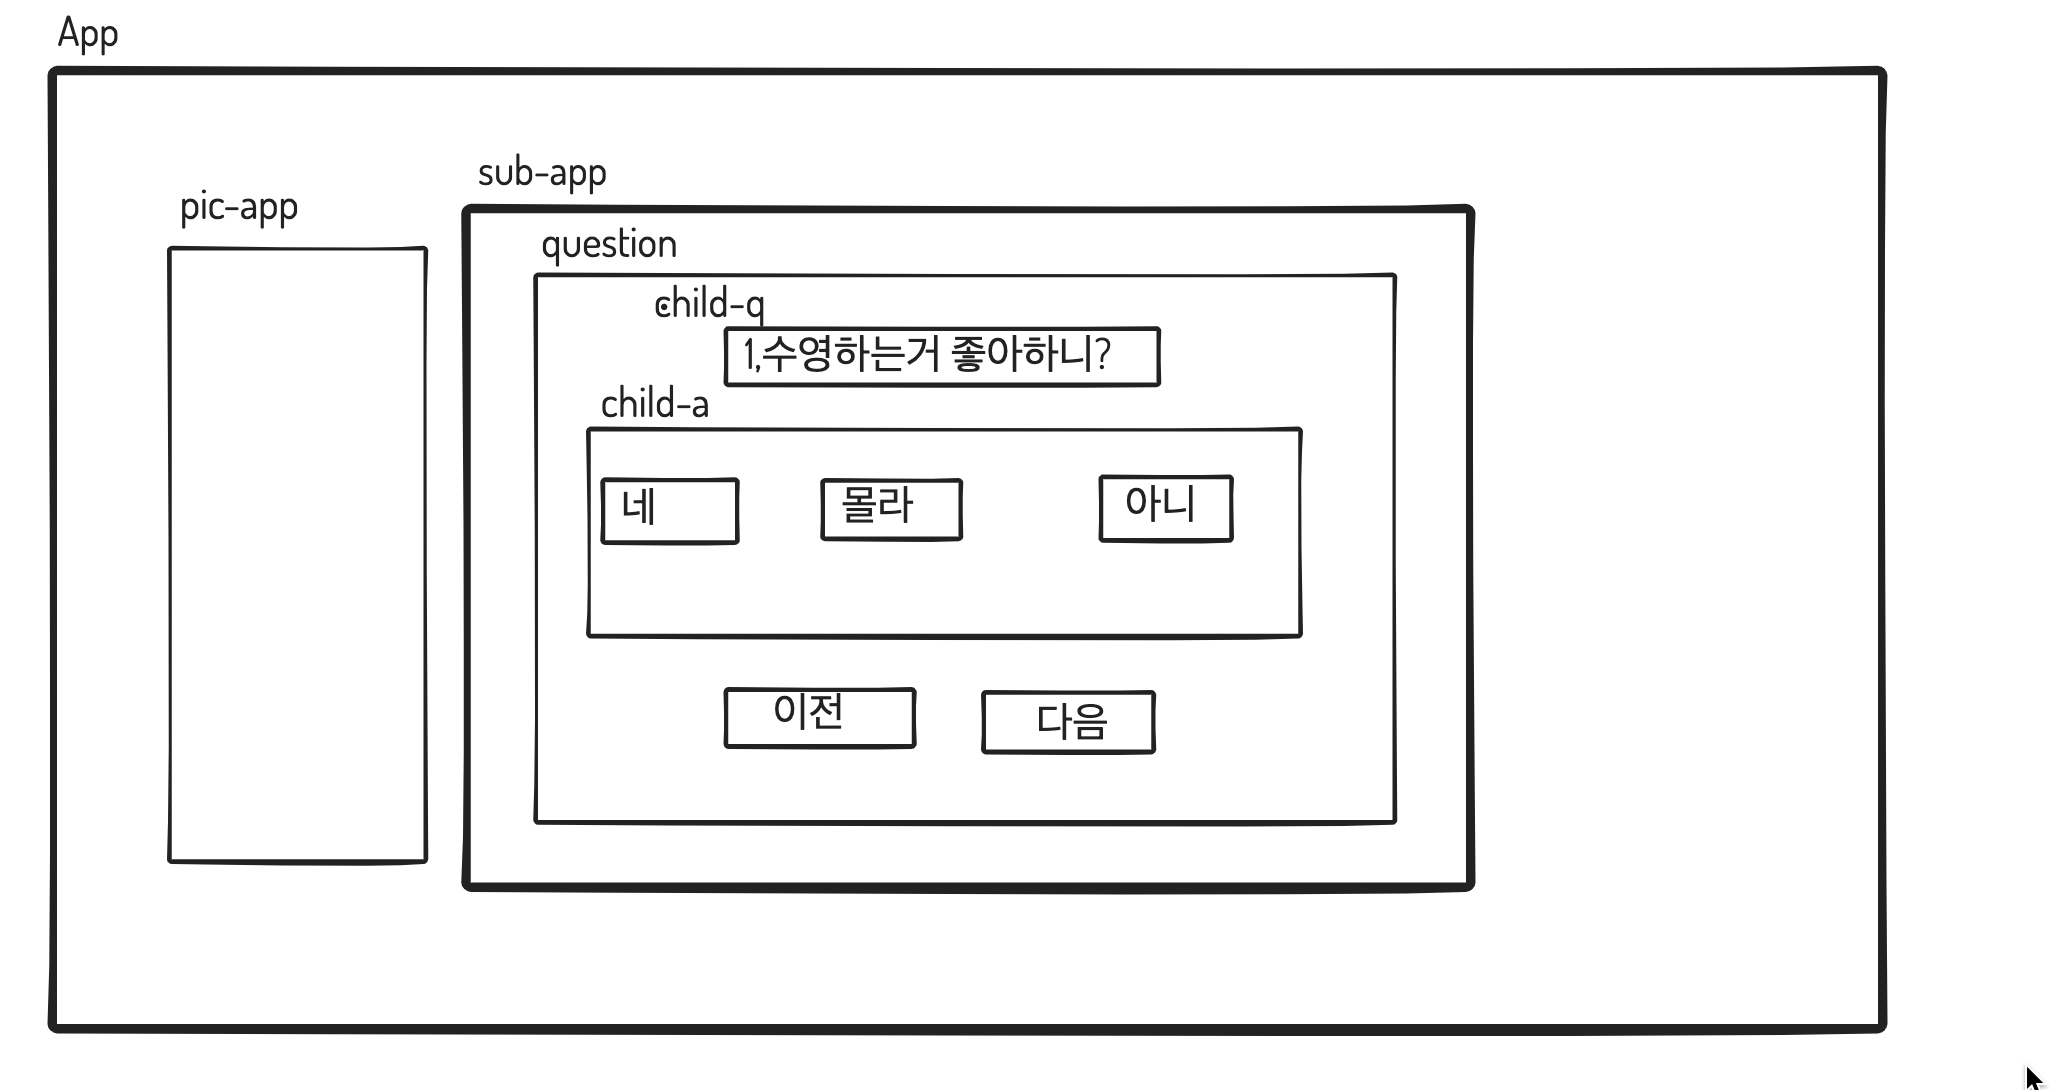 App
sub-app
pic-app
question
child-q
1,수영하는거 좋아하니?
child-a
네
몰라
아니
이전
다음